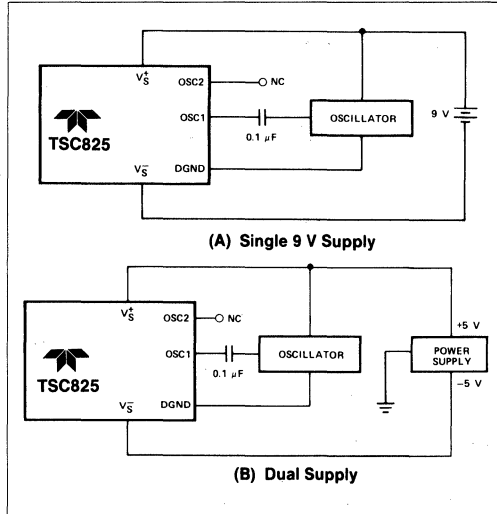 V+S
OSC2
NC
OSC1
0.1 µF
OSCILLATOR
9 V
TSC825
V−S
DGND
(A) Single 9 V Supply
V+S
OSC2
NC
OSC1
0.1 µF
OSCILLATOR
+5 V
POWER
SUPPLY
−5 V
TSC825
V−S
DGND
(B) Dual Supply